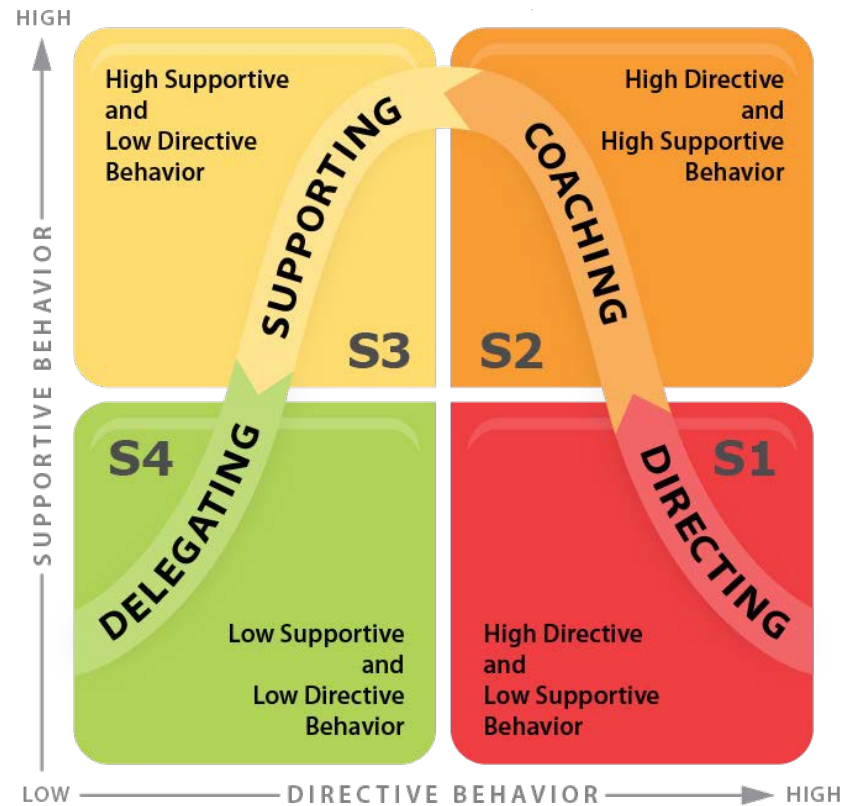 HIGH
High Supportive
and
Low Directive
Behavior
SUPPORTING
S3
High Directive
and
High Supportive
Behavior
COACHING
S2
SUPPORTIVE BEHAVIOR
S4
DELEGATING
Low Supportive
and
Low Directive
Behavior
S1
DIRECTING
High Directive
and
Low Supportive
Behavior
LOW
DIRECTIVE BEHAVIOR
HIGH